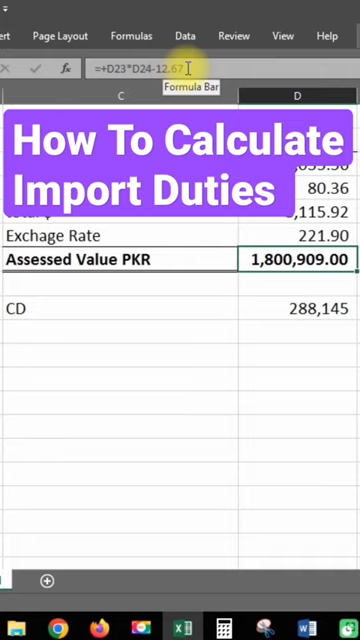 Page Layout Formulas Data Review View Help
fx =+D23*D24-12.67
Formula Bar
C D
How To Calculate
Import Duties
80.36
Exchage Rate 221.90
Assessed Value PKR 1,800,909.00
CD 288,145